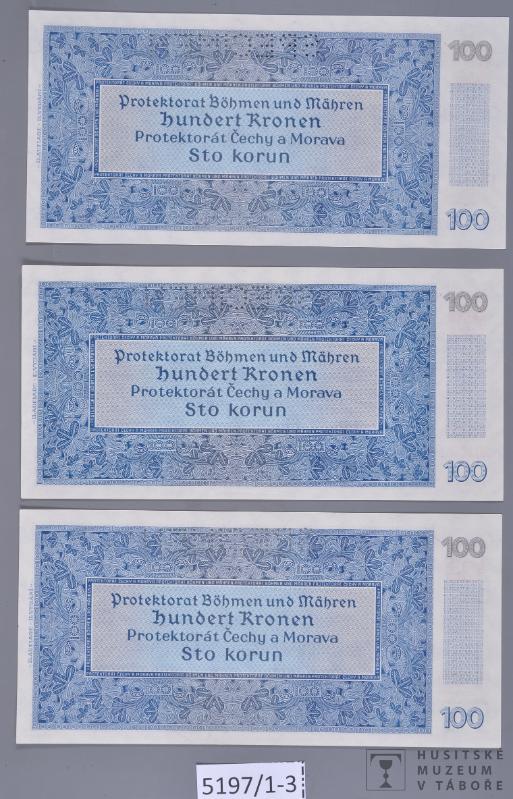 100
Protektorat Böhmen und Mähren
Hundert Kronen
Protektorát Čechy a Morava
Sto korun
100
100
Protektorat Böhmen und Mähren
Hundert Kronen
Protektorát Čechy a Morava
Sto korun
100
100
Protektorat Böhmen und Mähren
Hundert Kronen
Protektorát Čechy a Morava
Sto korun
100
5197/1-3
HUSITSKÉ
MUZEUM
V TÁBOŘE